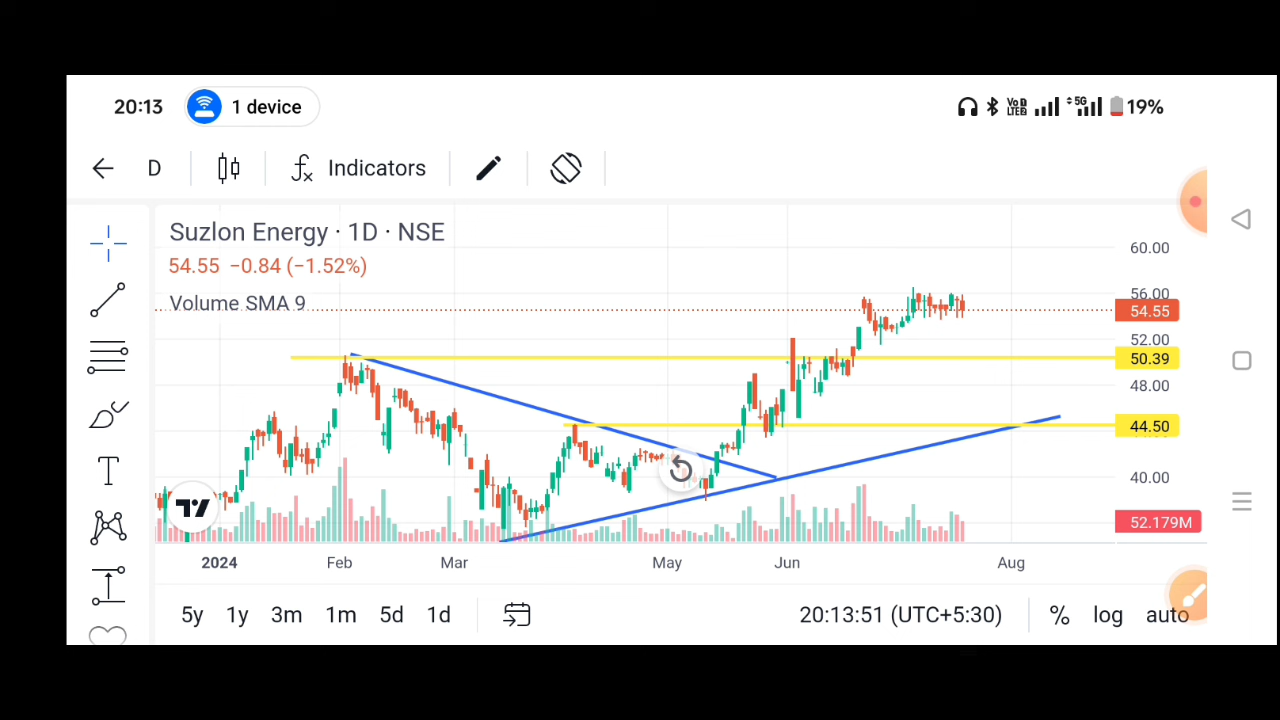 20:13 1 device VoD LTE2 5G 19%
D Indicators
Suzlon Energy · 1D · NSE
54.55 −0.84 (−1.52%)
Volume SMA 9
60.00
56.00
54.55
52.00
50.39
48.00
44.50
40.00
52.179M
2024 Feb Mar May Jun Aug
5y 1y 3m 1m 5d 1d 20:13:51 (UTC+5:30) % log auto